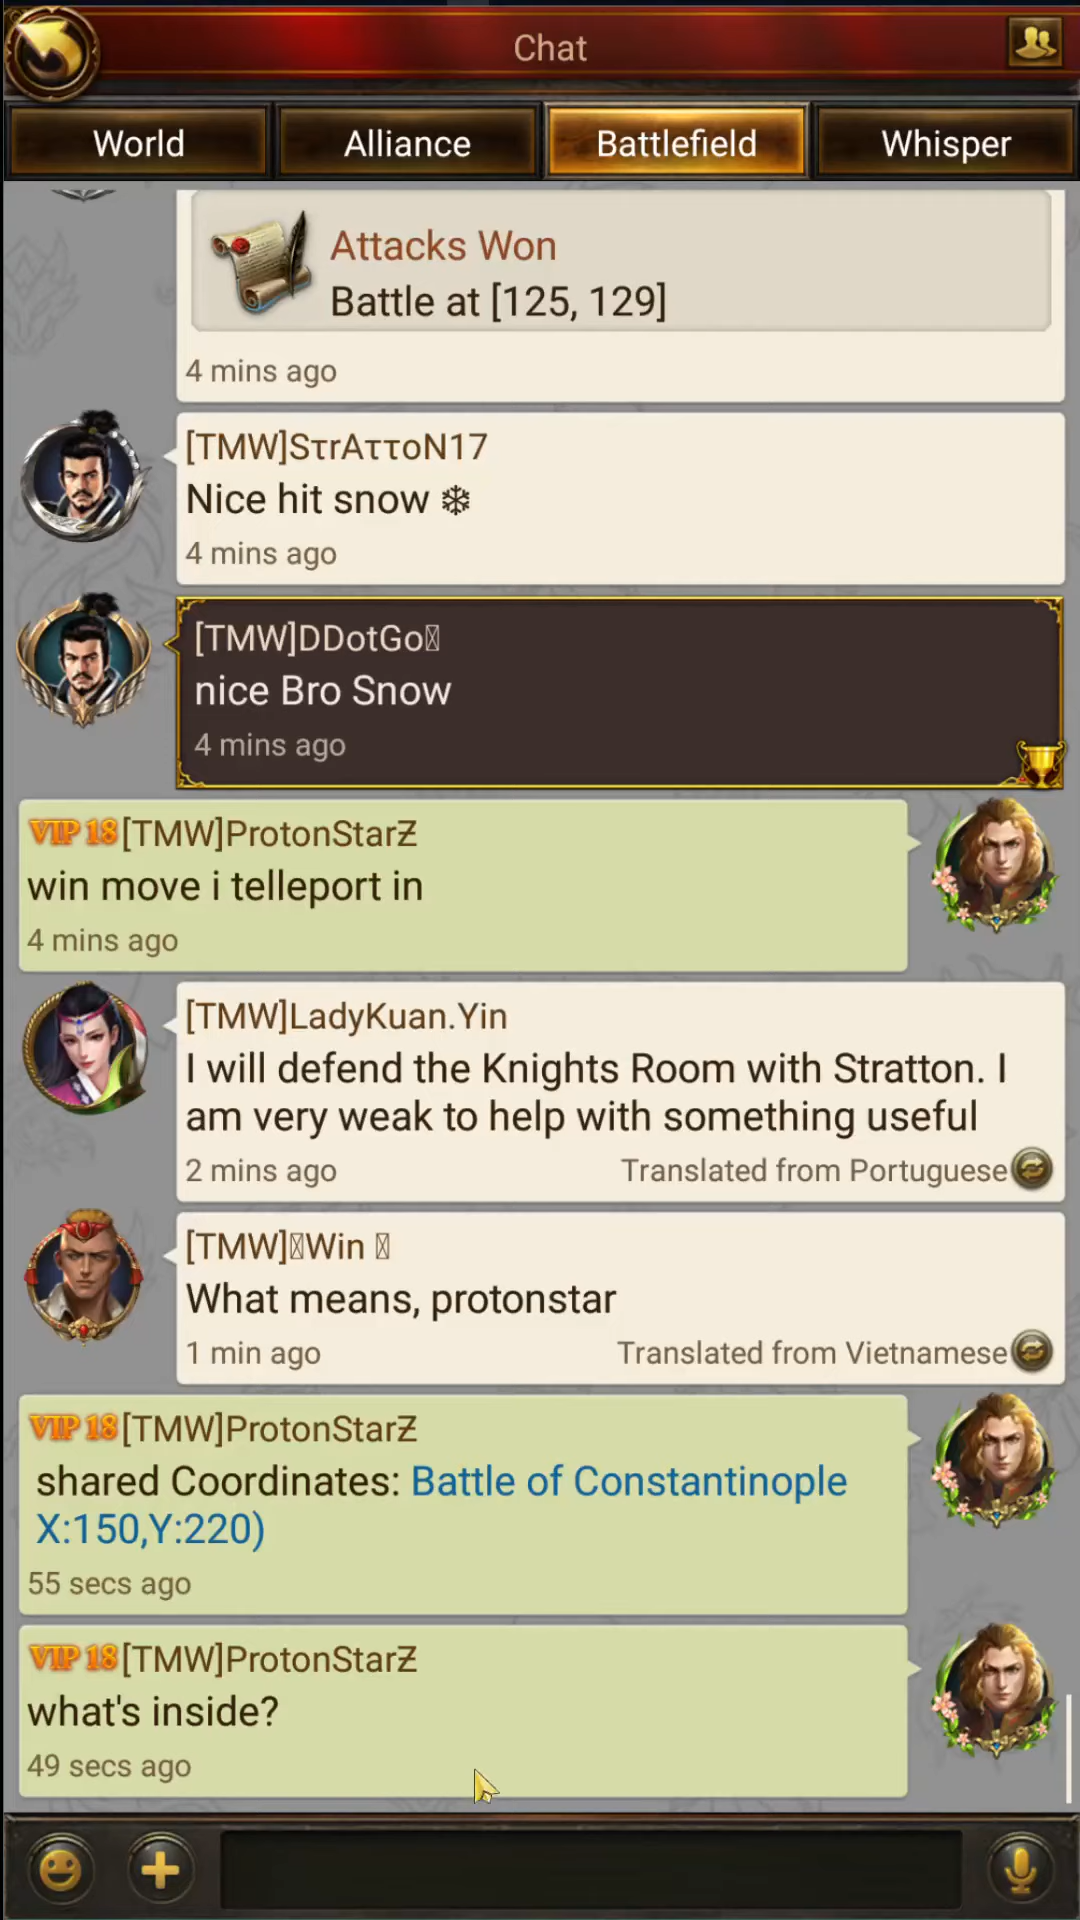 Chat
World
Alliance
Battlefield
Whisper
Attacks Won
Battle at [125, 129]
4 mins ago
[TMW]SτrAττoN17
Nice hit snow ❄
4 mins ago
[TMW]DDotGo
nice Bro Snow
4 mins ago
VIP 18 [TMW]ProtonStarƵ
win move i telleport in
4 mins ago
[TMW]LadyKuan.Yin
I will defend the Knights Room with Stratton. I
am very weak to help with something useful
2 mins ago
Translated from Portuguese
[TMW]Win
What means, protonstar
1 min ago
Translated from Vietnamese
VIP 18 [TMW]ProtonStarƵ
shared Coordinates: Battle of Constantinople
X:150,Y:220)
55 secs ago
VIP 18 [TMW]ProtonStarƵ
what's inside?
49 secs ago